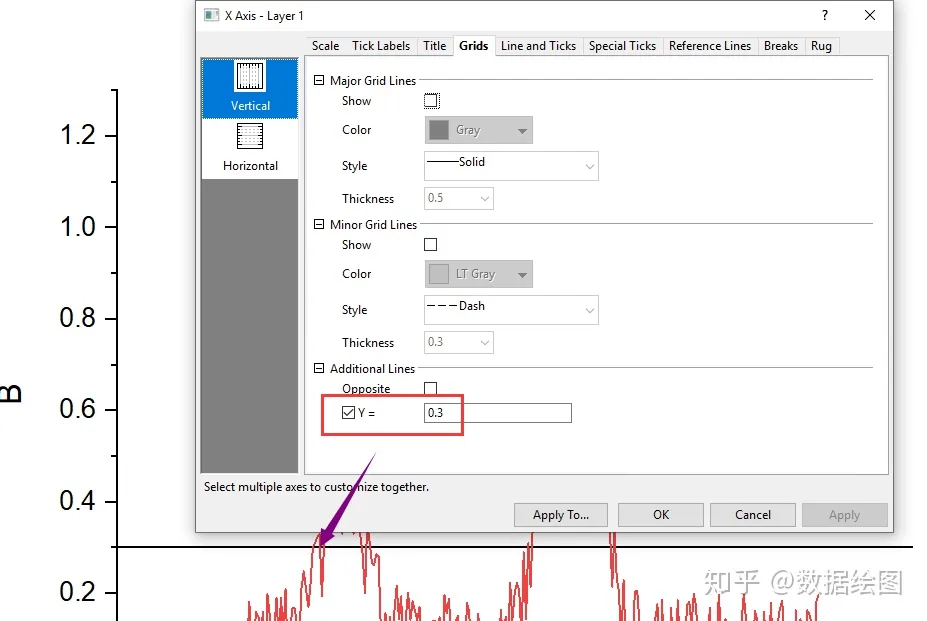 X Axis - Layer 1
?
Scale Tick Labels Title Grids Line and Ticks Special Ticks Reference Lines Breaks Rug
Vertical
Horizontal
Major Grid Lines
Show
Color Gray
Style Solid
Thickness 0.5
Minor Grid Lines
Show
Color LT Gray
Style Dash
Thickness 0.3
Additional Lines
Opposite
Y = 0.3
Select multiple axes to customize together.
Apply To... OK Cancel Apply
1.2
1.0
0.8
B
0.6
0.4
0.2
知乎 @数据绘图